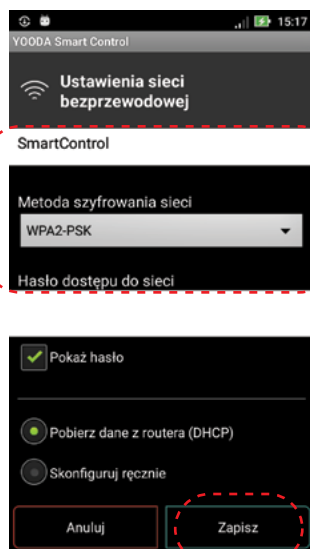 15:17
YOODA Smart Control
Ustawienia sieci
bezprzewodowej
SmartControl
Metoda szyfrowania sieci
WPA2-PSK
Hasło dostępu do sieci
Pokaż hasło
Pobierz dane z routera (DHCP)
Skonfiguruj ręcznie
Anuluj
Zapisz